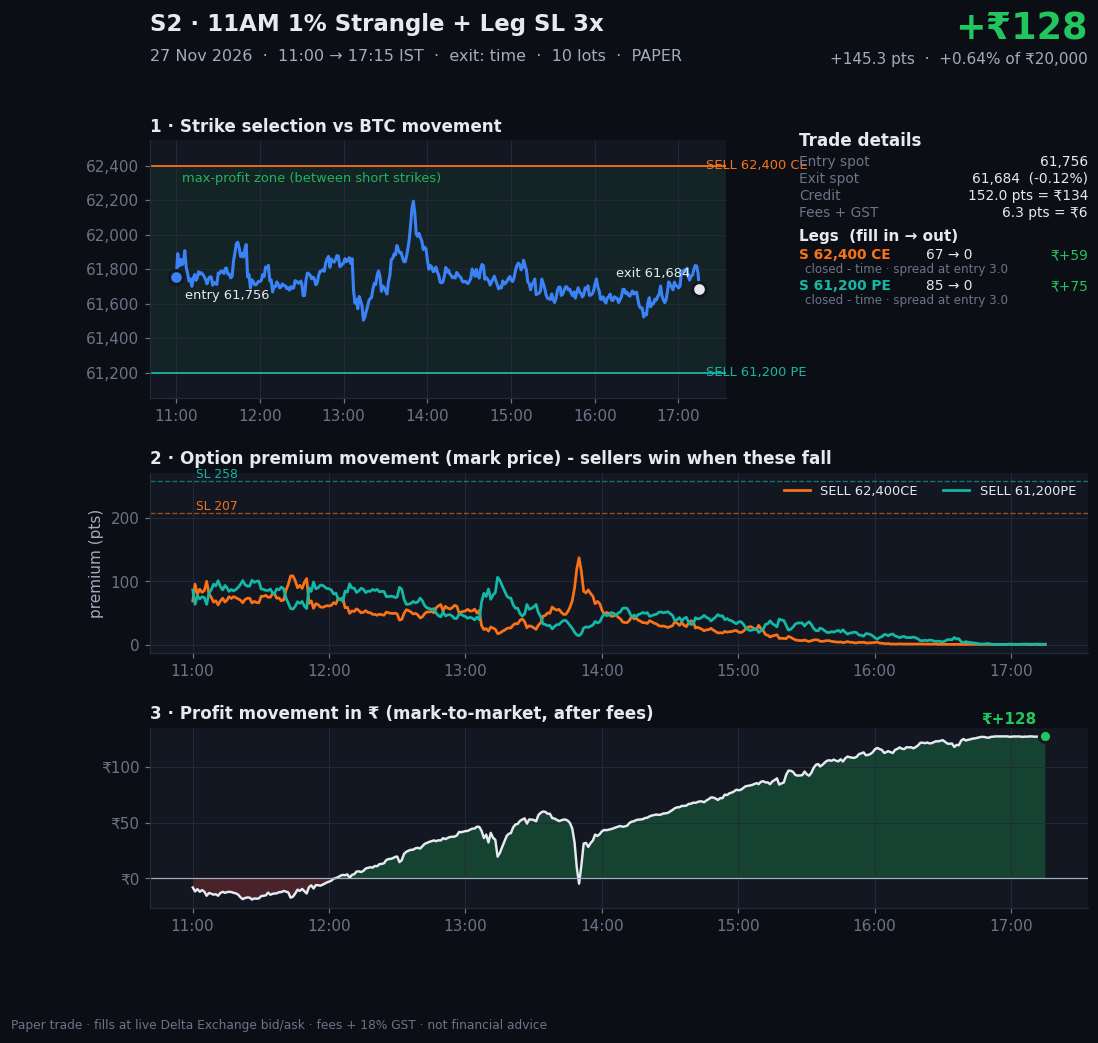 S2 · 11AM 1% Strangle + Leg SL 3x
+₹128
27 Nov 2026 · 11:00 → 17:15 IST · exit: time · 10 lots · PAPER
+145.3 pts · +0.64% of ₹20,000
1 · Strike selection vs BTC movement
62,400
62,200
62,000
61,800
61,600
61,400
61,200
SELL 62,400 CE
max-profit zone (between short strikes)
entry 61,756
exit 61,684
SELL 61,200 PE
11:00 12:00 13:00 14:00 15:00 16:00 17:00
Trade details
Entry spot 61,756
Exit spot 61,684 (-0.12%)
Credit 152.0 pts = ₹134
Fees + GST 6.3 pts = ₹6
Legs (fill in → out)
S 62,400 CE 67 → 0 ₹+59
closed - time · spread at entry 3.0
S 61,200 PE 85 → 0 ₹+75
closed - time · spread at entry 3.0
2 · Option premium movement (mark price) - sellers win when these fall
SL 258
SL 207
SELL 62,400CE SELL 61,200PE
premium (pts)
200
100
0
11:00 12:00 13:00 14:00 15:00 16:00 17:00
3 · Profit movement in ₹ (mark-to-market, after fees)
₹+128
₹100
₹50
₹0
11:00 12:00 13:00 14:00 15:00 16:00 17:00
Paper trade · fills at live Delta Exchange bid/ask · fees + 18% GST · not financial advice